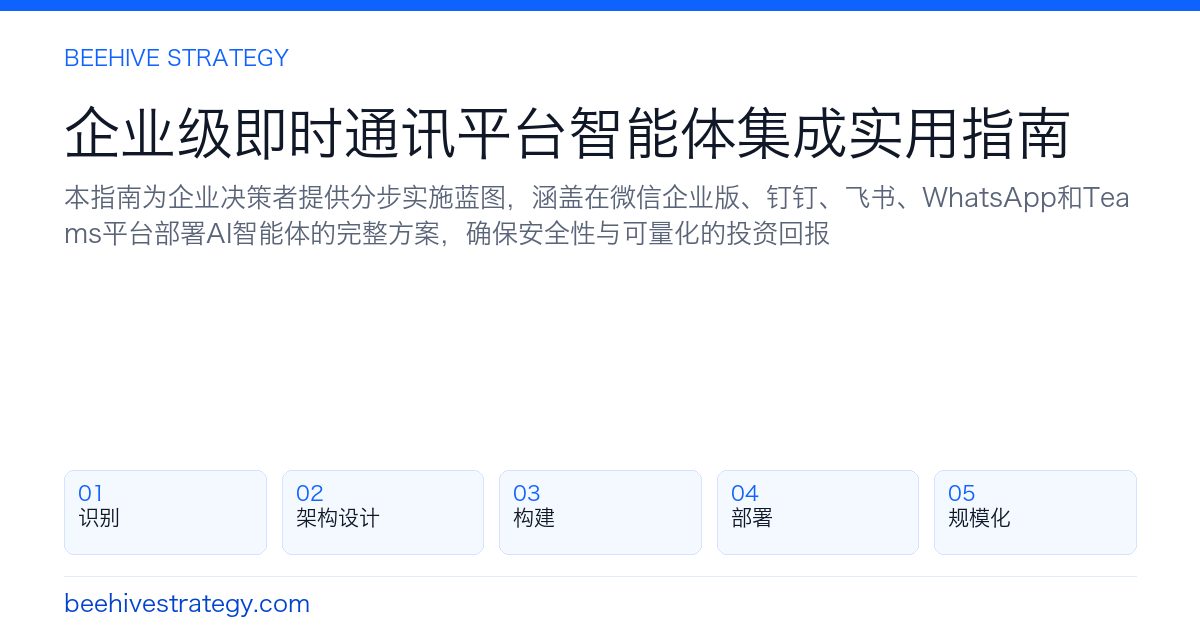 BEEHIVE STRATEGY
企业级即时通讯平台智能体集成实用指南
本指南为企业决策者提供分步实施蓝图，涵盖在微信企业版、钉钉、飞书、WhatsApp和Tea
ms平台部署AI智能体的完整方案，确保安全性与可量化的投资回报
01
识别
02
架构设计
03
构建
04
部署
05
规模化
beehivestrategy.com